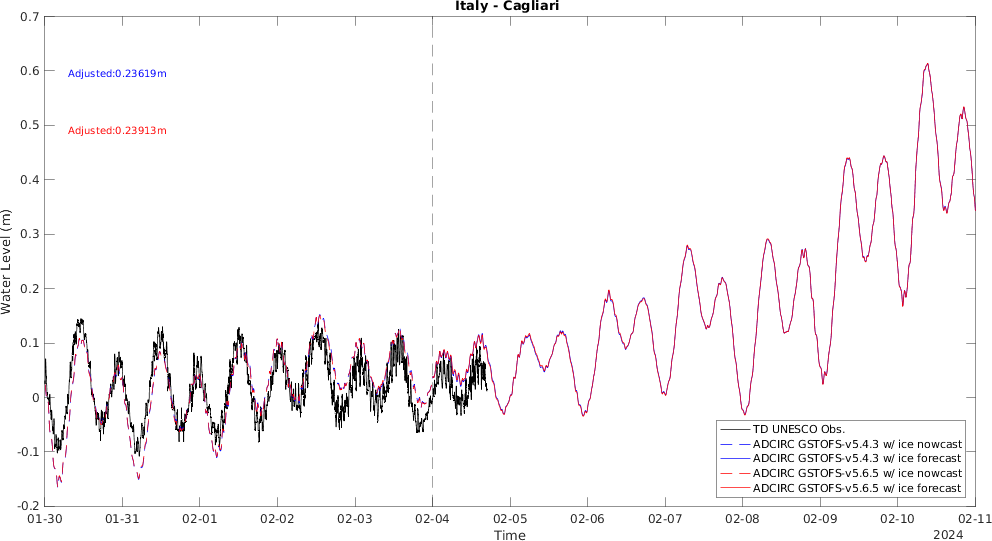 Italy - Cagliari
0.7
0.6
0.5
0.4
0.3
0.2
0.1
0
-0.1
-0.2
Water Level (m)
Adjusted:0.23619m
Adjusted:0.23913m
TD UNESCO Obs.
ADCIRC GSTOFS-v5.4.3 w/ ice nowcast
ADCIRC GSTOFS-v5.4.3 w/ ice forecast
ADCIRC GSTOFS-v5.6.5 w/ ice nowcast
ADCIRC GSTOFS-v5.6.5 w/ ice forecast
01-30 01-31 02-01 02-02 02-03 02-04 02-05 02-06 02-07 02-08 02-09 02-10 02-11
Time
2024